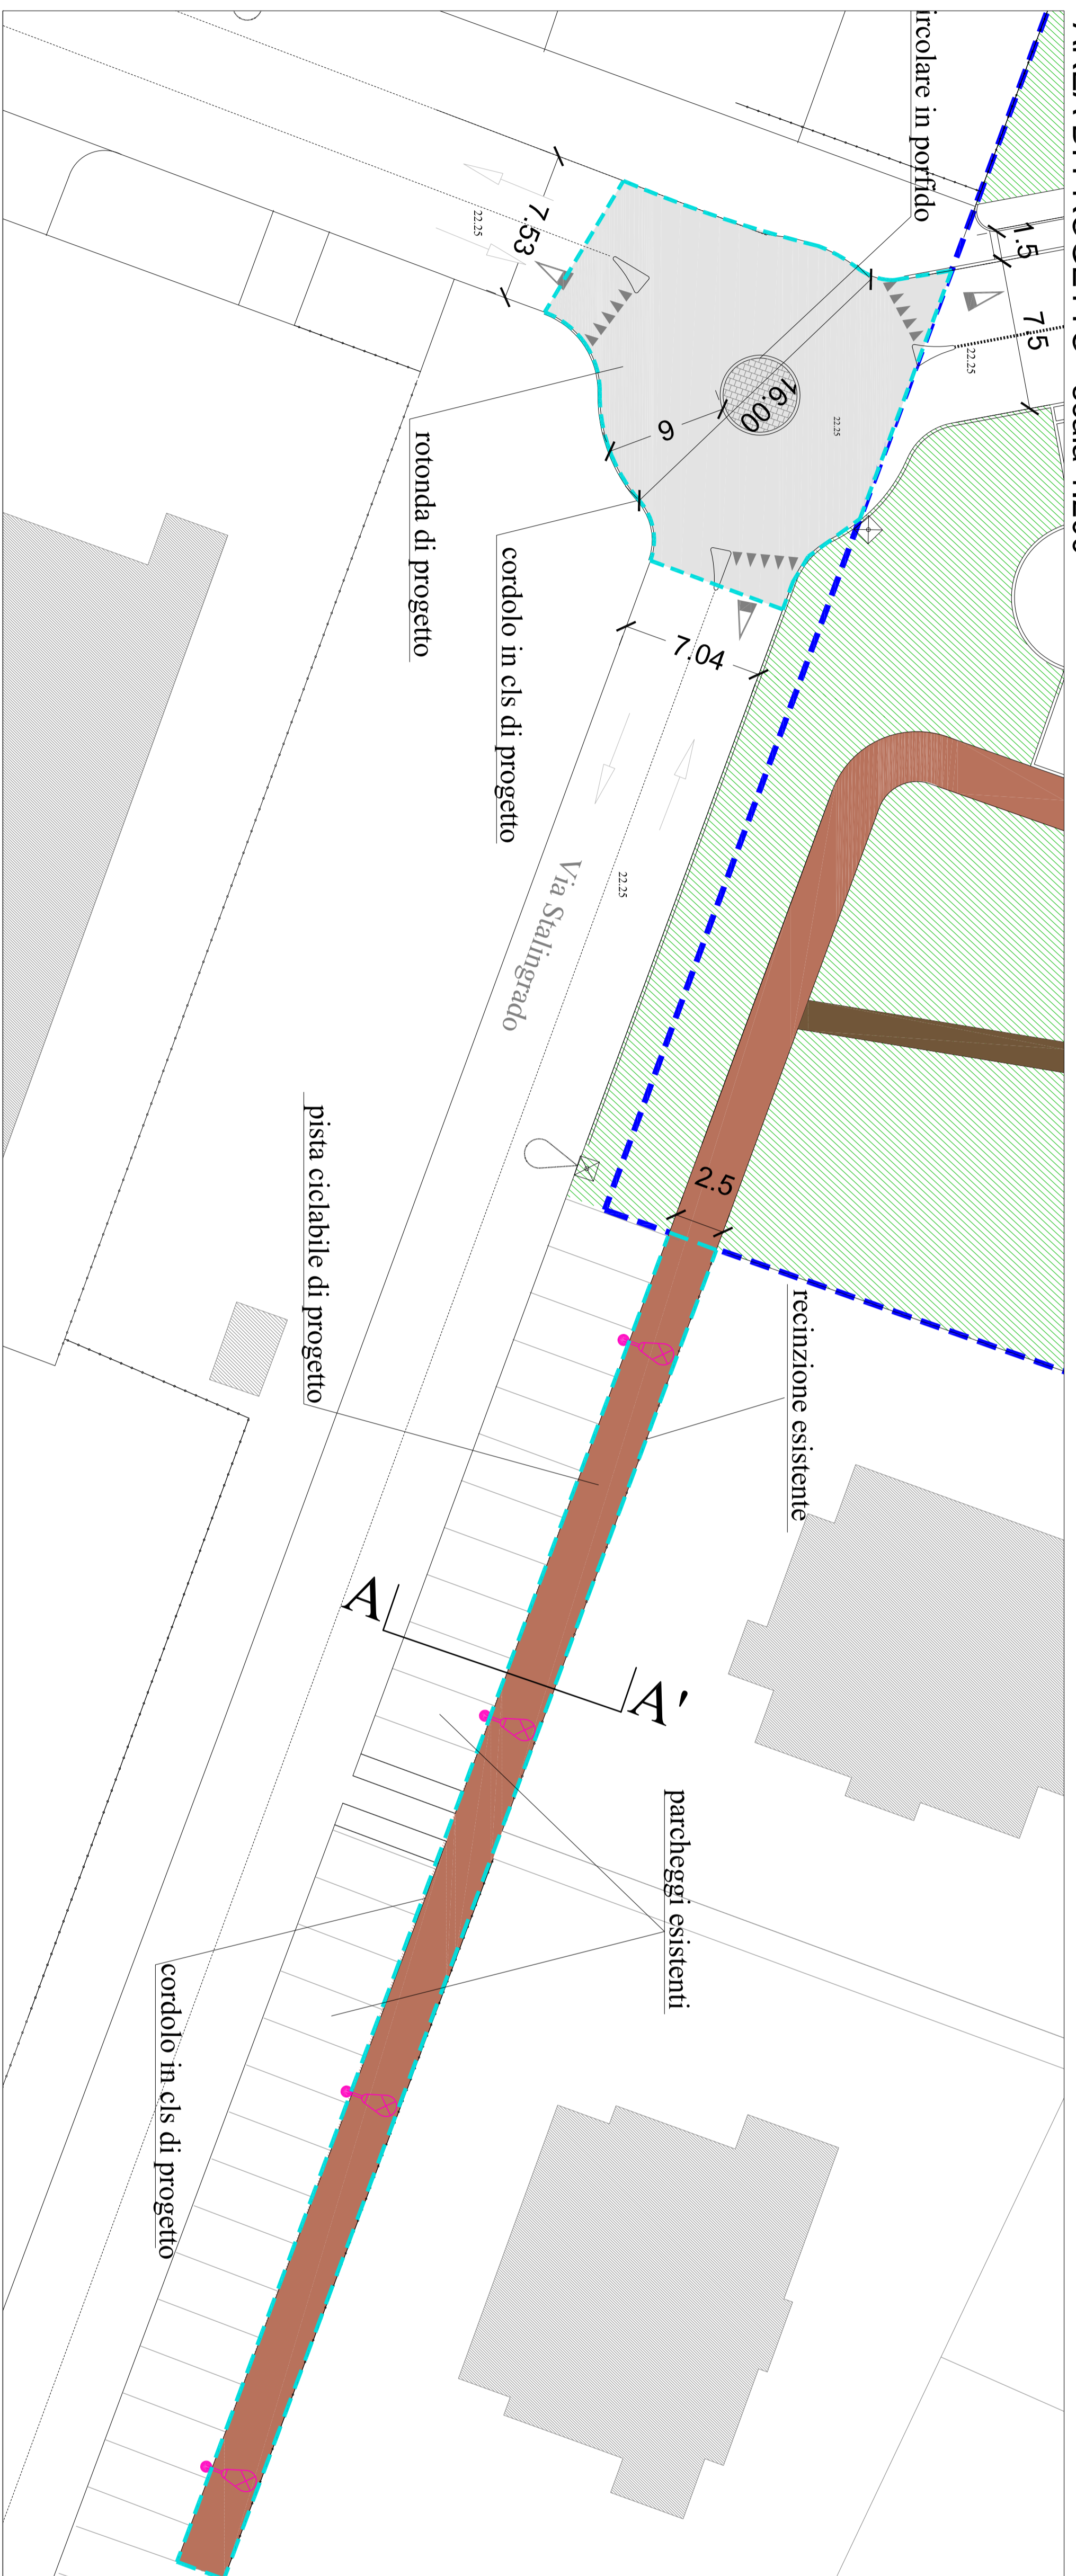 ircolare in porfido
1.5
7.5
22.25
7.53
22.25
16.00
22.25
6
rotonda di progetto
cordolo in cls di progetto
7.04
22.25
Via Stalingrado
2.5
pista ciclabile di progetto
recinzione esistente
A
A'
parcheggi esistenti
cordolo in cls di progetto